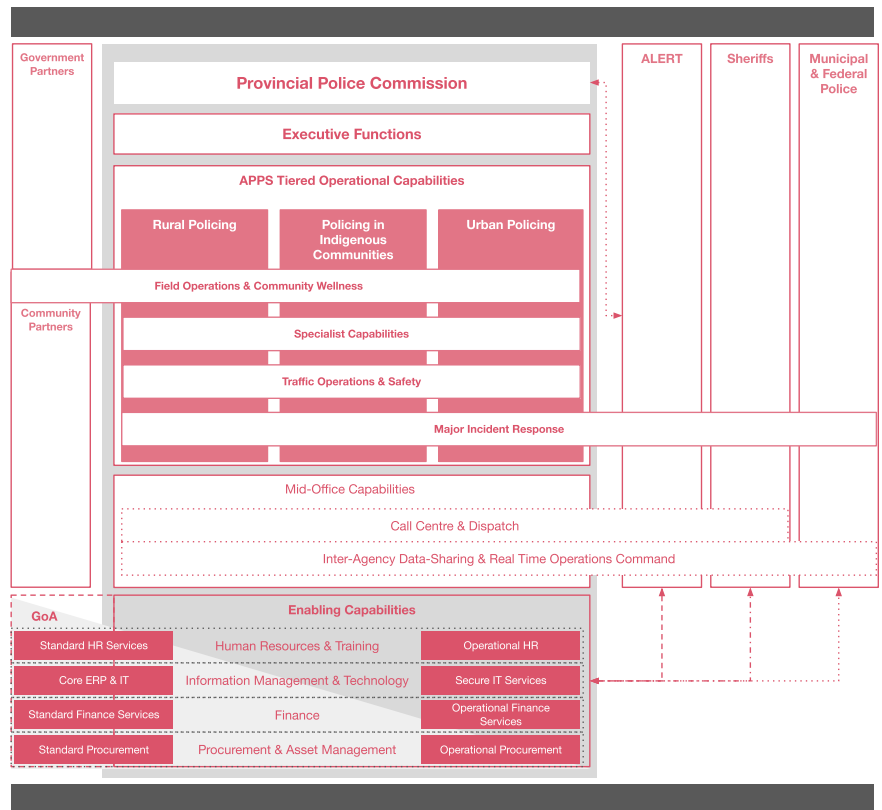 Government
Partners
Provincial Police Commission
ALERT
Sheriffs
Municipal
& Federal
Police
Executive Functions
APPS Tiered Operational Capabilities
Rural Policing
Policing in
Indigenous
Communities
Urban Policing
Field Operations & Community Wellness
Community
Partners
Specialist Capabilities
Traffic Operations & Safety
Major Incident Response
Mid-Office Capabilities
Call Centre & Dispatch
Inter-Agency Data-Sharing & Real Time Operations Command
GoA
Enabling Capabilities
Standard HR Services
Human Resources & Training
Operational HR
Core ERP & IT
Information Management & Technology
Secure IT Services
Standard Finance Services
Finance
Operational Finance
Services
Standard Procurement
Procurement & Asset Management
Operational Procurement